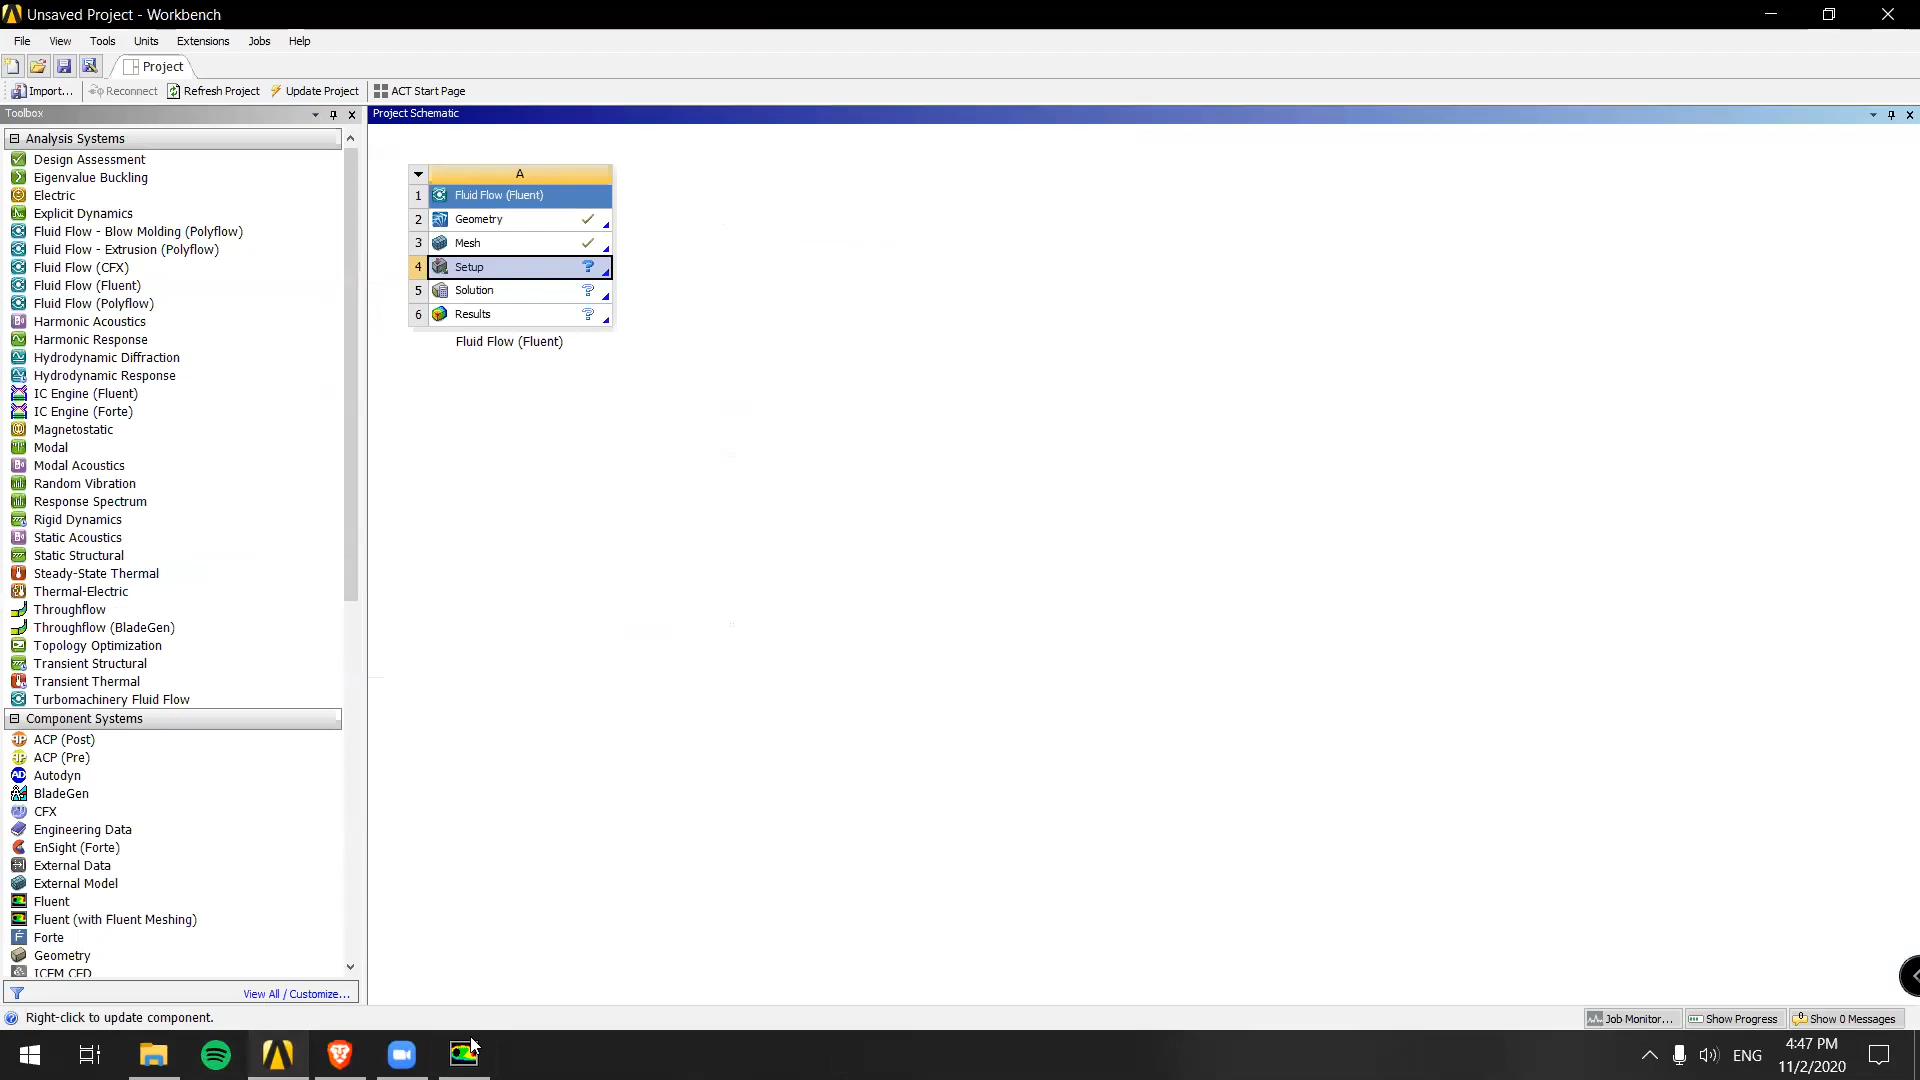 Unsaved Project - Workbench
File View Tools Units Extensions Jobs Help
Project
Import... Reconnect Refresh Project Update Project ACT Start Page
Toolbox
Project Schematic
Analysis Systems
Design Assessment
Eigenvalue Buckling
Electric
Explicit Dynamics
Fluid Flow - Blow Molding (Polyflow)
Fluid Flow - Extrusion (Polyflow)
Fluid Flow (CFX)
Fluid Flow (Fluent)
Fluid Flow (Polyflow)
Harmonic Acoustics
Harmonic Response
Hydrodynamic Diffraction
Hydrodynamic Response
IC Engine (Fluent)
IC Engine (Forte)
Magnetostatic
Modal
Modal Acoustics
Random Vibration
Response Spectrum
Rigid Dynamics
Static Acoustics
Static Structural
Steady-State Thermal
Thermal-Electric
Throughflow
Throughflow (BladeGen)
Topology Optimization
Transient Structural
Transient Thermal
Turbomachinery Fluid Flow
Component Systems
ACP (Post)
ACP (Pre)
Autodyn
BladeGen
CFX
Engineering Data
EnSight (Forte)
External Data
External Model
Fluent
Fluent (with Fluent Meshing)
Forte
Geometry
ICEM CFD
View All / Customize...
A
1 Fluid Flow (Fluent)
2 Geometry
3 Mesh
4 Setup ?
5 Solution ?
6 Results ?
Fluid Flow (Fluent)
Right-click to update component.
Job Monitor... Show Progress Show 0 Messages
ENG
4:47 PM
11/2/2020